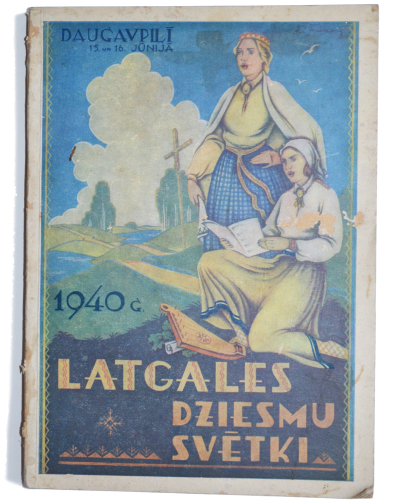 DAUGAVPILĪ
15. UN 16. JŪNIJĀ
1940 G.
LATGALES
DZIESMU
SVĒTKI